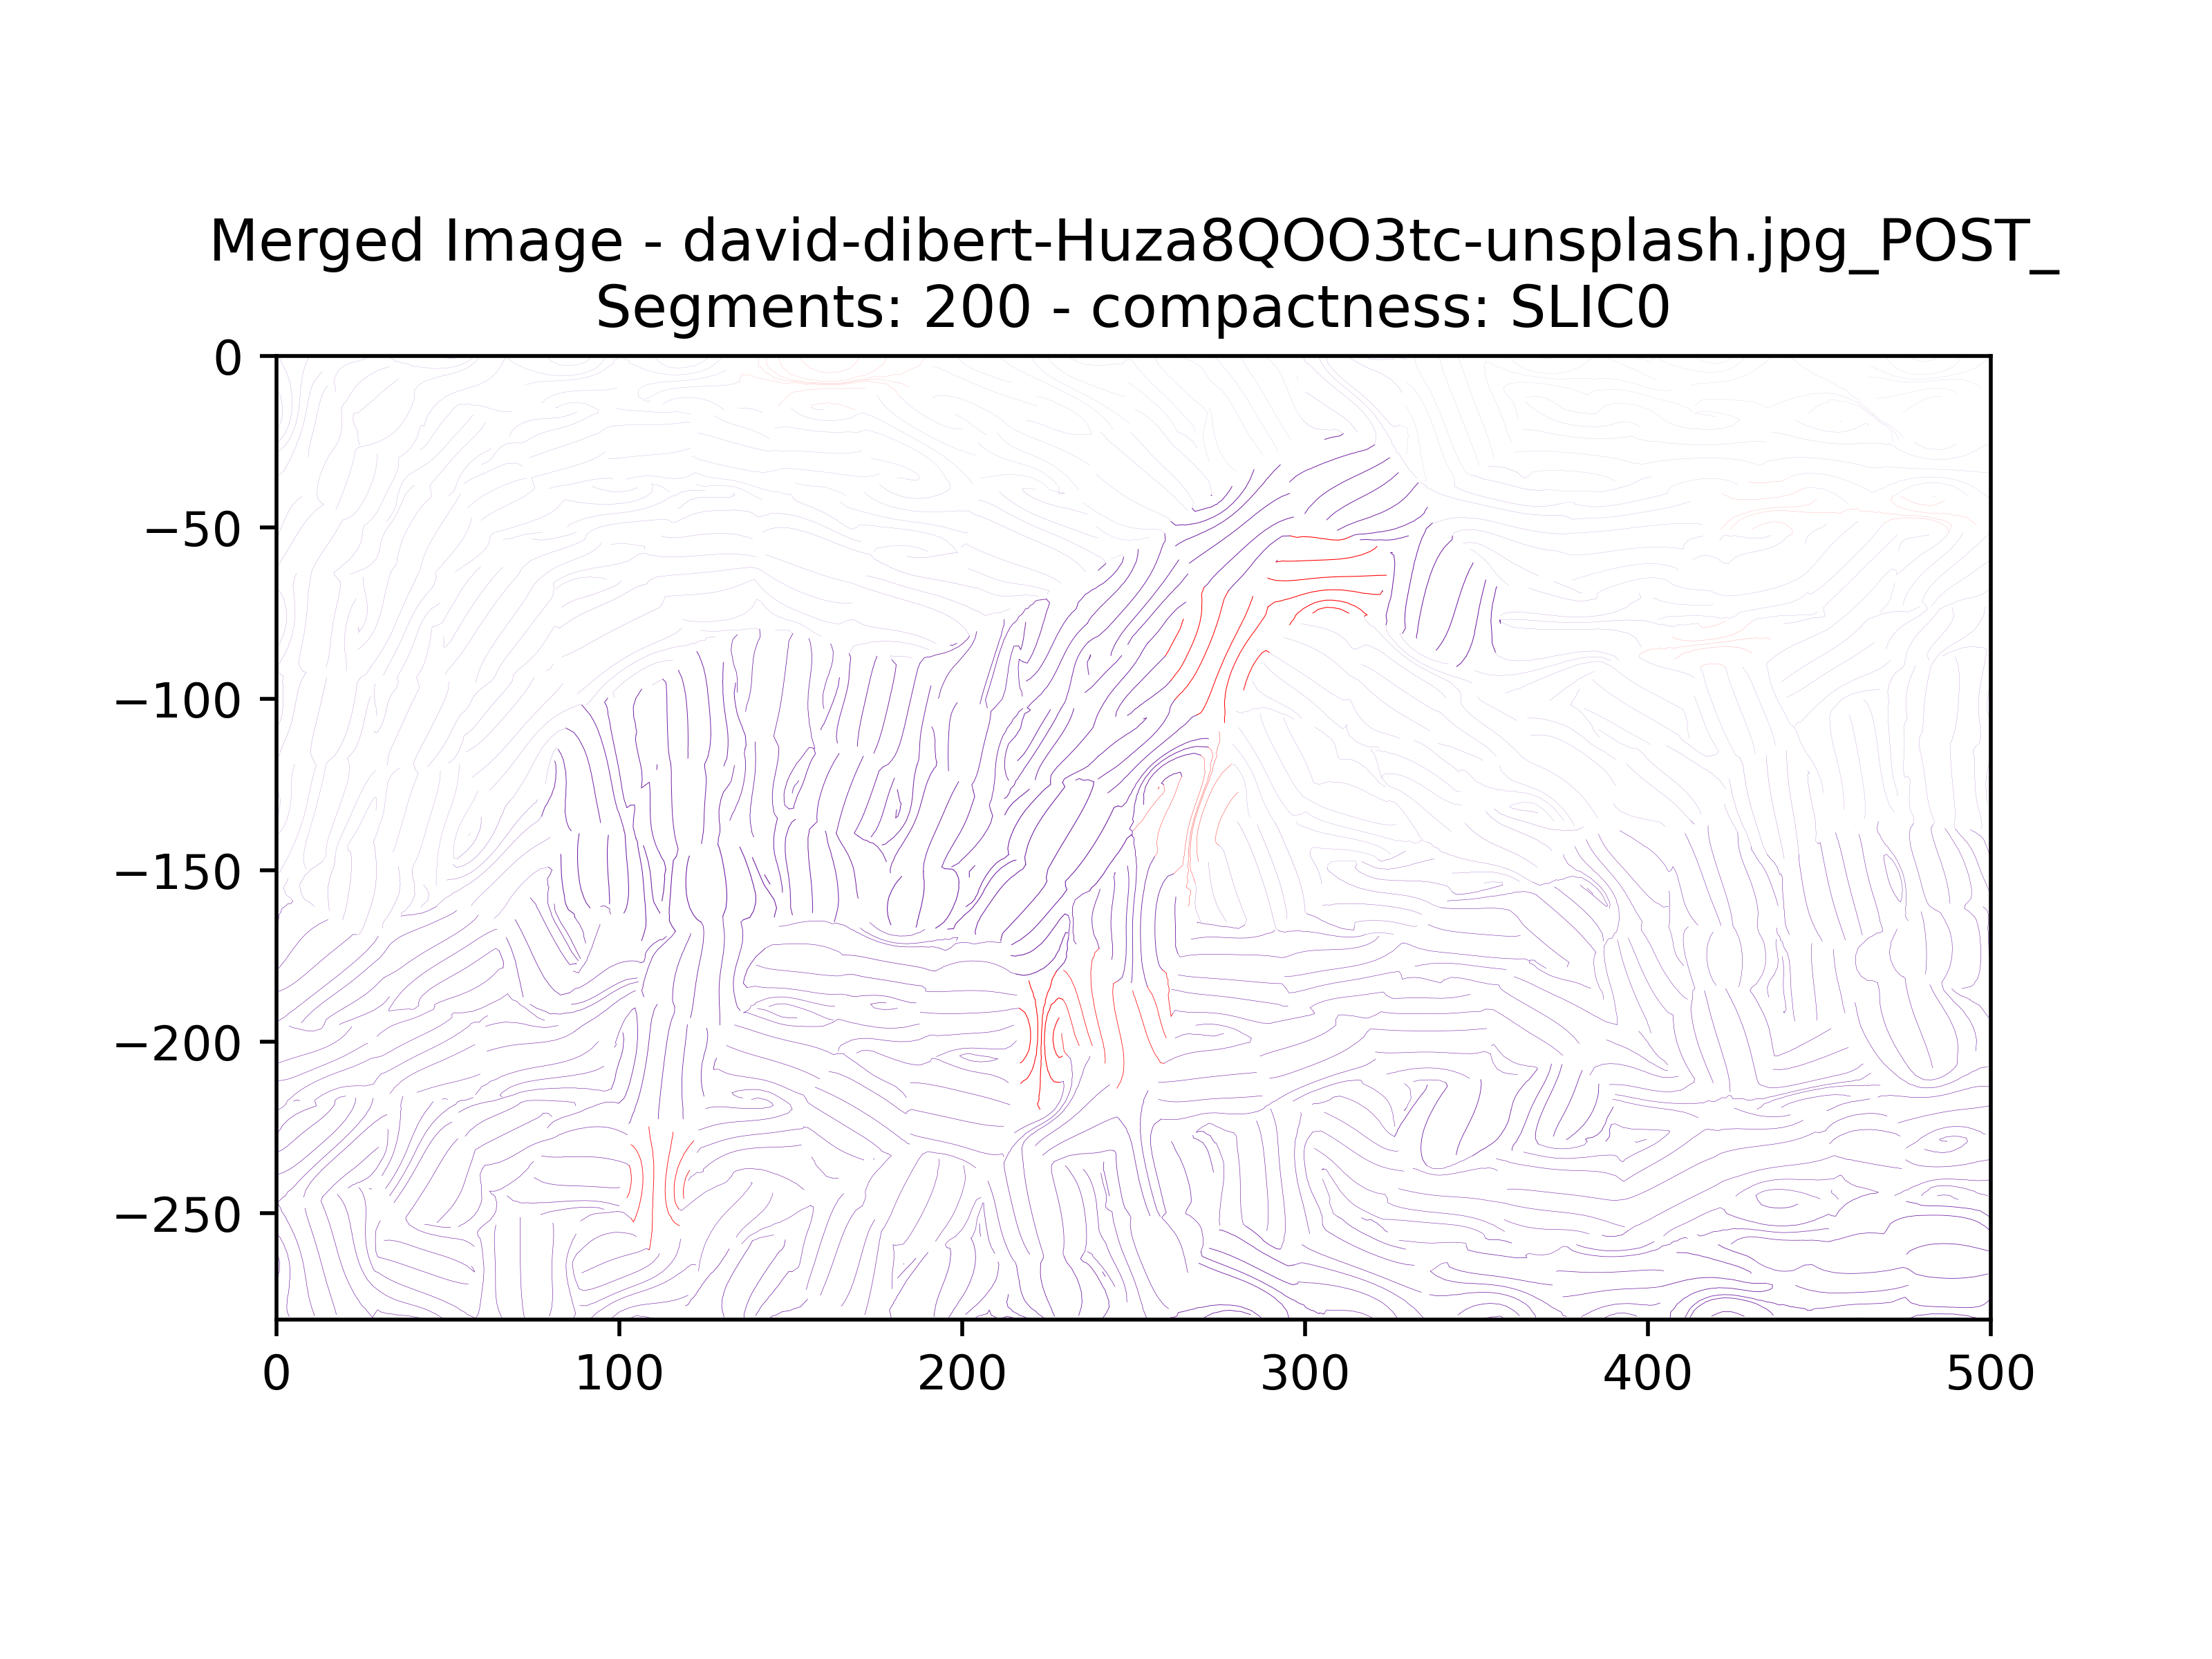 Merged Image - david-dibert-Huza8QOO3tc-unsplash.jpg_POST_
Segments: 200 - compactness: SLIC0
0
−50
−100
−150
−200
−250
0 100 200 300 400 500